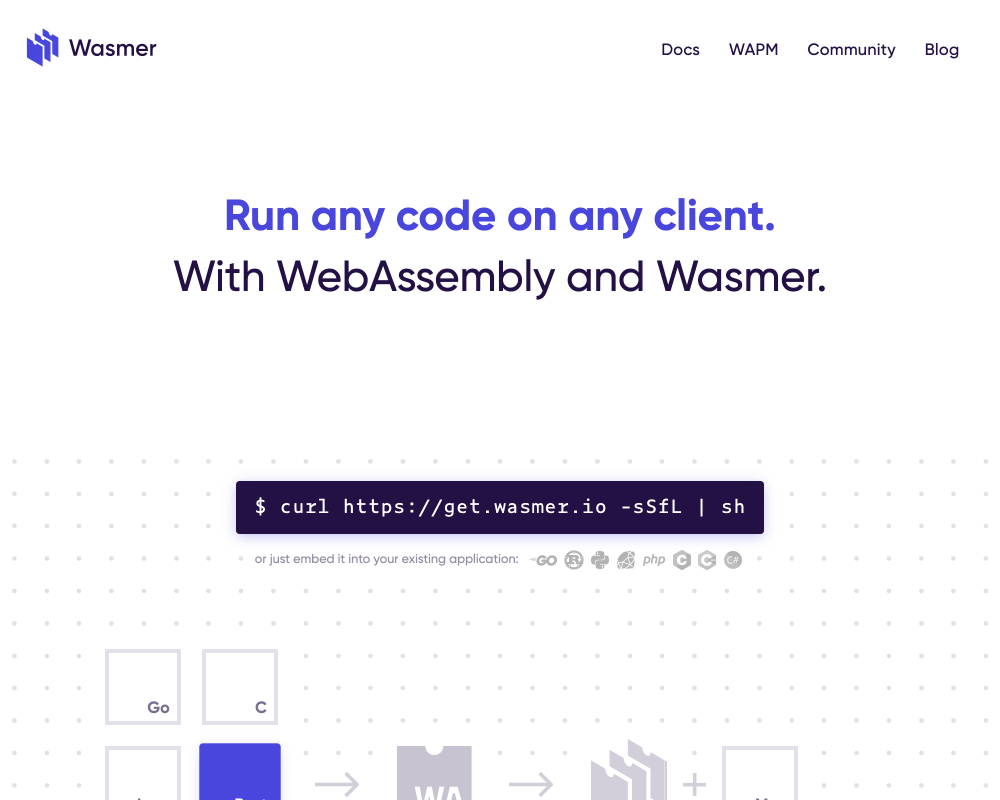 Wasmer
Docs WAPM Community Blog
Run any code on any client.
With WebAssembly and Wasmer.
$ curl https://get.wasmer.io -sSfL | sh
or just embed it into your existing application: GO R php C C C#
Go C
WA